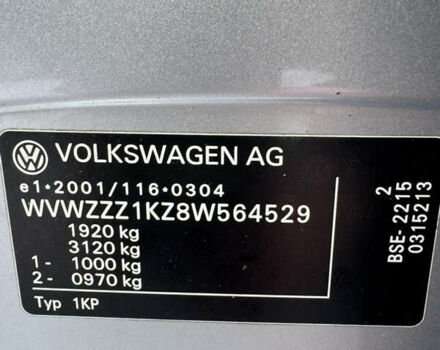 VOLKSWAGEN AG
e1*2001/116*0304
WVWZZZ1KZ8W564529
1920 kg
3120 kg
1- 1000 kg
2- 0970 kg
Typ 1KP
2
BSE-2215
0315213